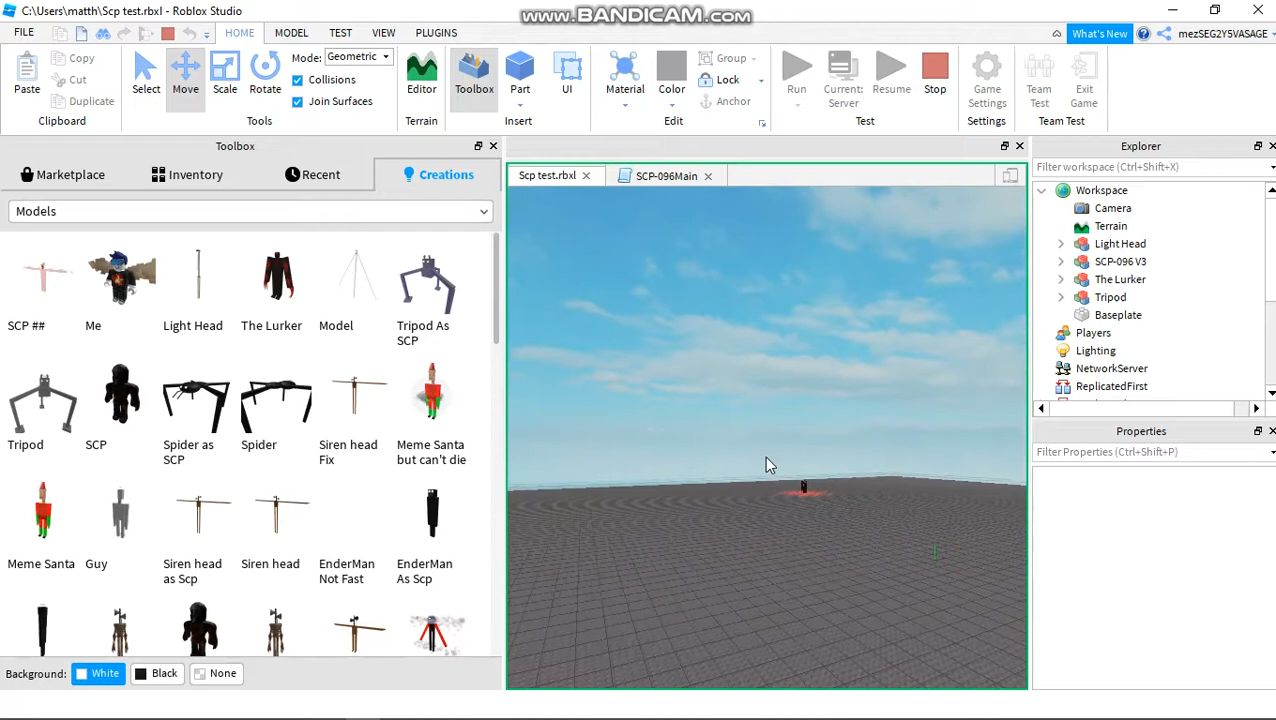 C:\Users\matth\Scp test.rbxl - Roblox Studio
www.BANDICAM.com
FILE
HOME
MODEL
TEST
VIEW
PLUGINS
What's New
mezSEG2Y5VASAGE
Paste
Copy
Cut
Duplicate
Clipboard
Select
Move
Scale
Rotate
Mode: Geometric
Collisions
Join Surfaces
Tools
Editor
Terrain
Toolbox
Part
UI
Insert
Material
Color
Group
Lock
Anchor
Edit
Run
Current: Server
Resume
Stop
Test
Game Settings
Settings
Team Test
Exit Game
Team Test
Toolbox
Marketplace
Inventory
Recent
Creations
Models
SCP ##
Me
Light Head
The Lurker
Model
Tripod As SCP
Tripod
SCP
Spider as SCP
Spider
Siren head Fix
Meme Santa but can't die
Meme Santa
Guy
Siren head as Scp
Siren head
EnderMan Not Fast
EnderMan As Scp
Background: White Black None
Scp test.rbxl
SCP-096Main
Explorer
Filter workspace (Ctrl+Shift+X)
Workspace
Camera
Terrain
Light Head
SCP-096 V3
The Lurker
Tripod
Baseplate
Players
Lighting
NetworkServer
ReplicatedFirst
Properties
Filter Properties (Ctrl+Shift+P)